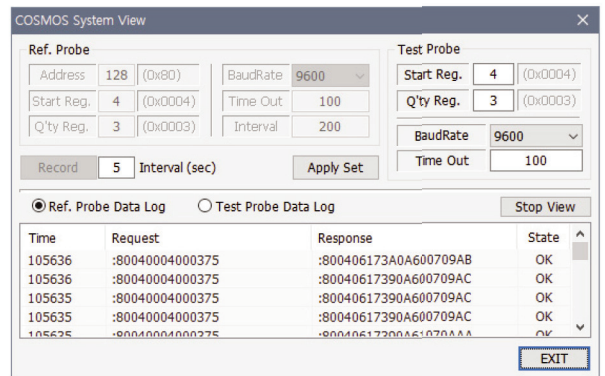 COSMOS System View
Ref. Probe
Address 128 (0x80) BaudRate 9600
Start Reg. 4 (0x0004) Time Out 100
Q'ty Reg. 3 (0x0003) Interval 200
Test Probe
Start Reg. 4 (0x0004)
Q'ty Reg. 3 (0x0003)
BaudRate 9600
Time Out 100
Record 5 Interval (sec) Apply Set
Ref. Probe Data Log Test Probe Data Log Stop View
Time Request Response State
105636 :80040004000375 :800406173A0A600709AB OK
105636 :80040004000375 :80040617390A600709AC OK
105635 :80040004000375 :80040617390A600709AC OK
105635 :80040004000375 :80040617390A600709AC OK
105635 :80040004000375 OK
EXIT